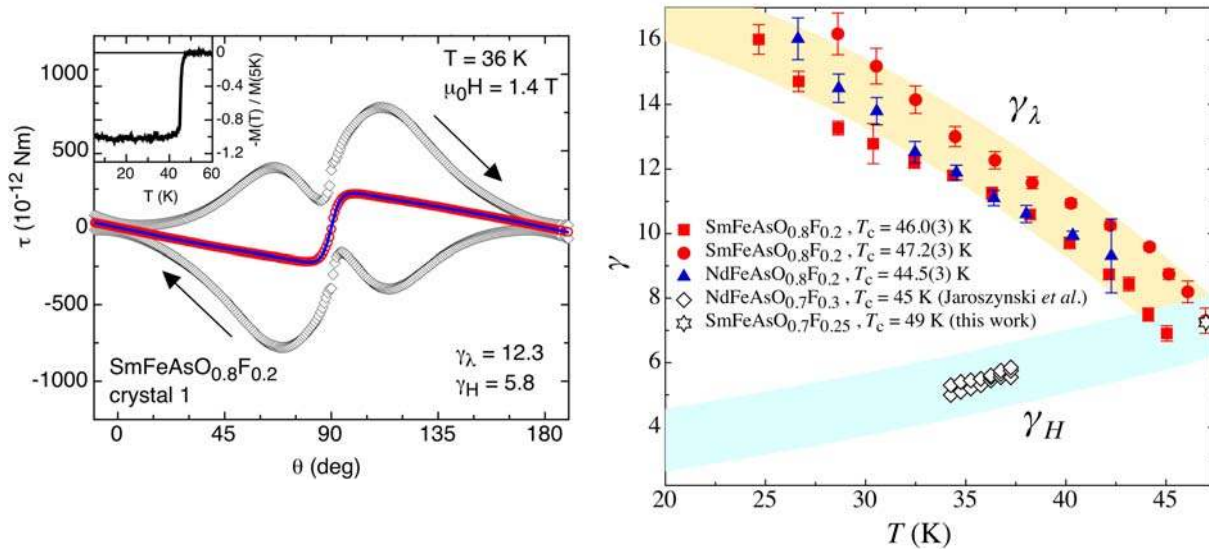 1000
500
0
-500
-1000
τ (10⁻¹² Nm)
0
-0.4
-0.8
-1.2
-M(T) / M(5K)
20 40 60
T (K)
T = 36 K
μ₀H = 1.4 T
SmFeAsO₀.₈F₀.₂
crystal 1
γλ = 12.3
γH = 5.8
0 45 90 135 180
θ (deg)
16
14
12
10
8
6
4
γ
γλ
SmFeAsO₀.₈F₀.₂ , Tc = 46.0(3) K
SmFeAsO₀.₈F₀.₂ , Tc = 47.2(3) K
NdFeAsO₀.₈F₀.₂ , Tc = 44.5(3) K
NdFeAsO₀.₇F₀.₃ , Tc = 45 K (Jaroszynski et al.)
SmFeAsO₀.₇F₀.₂₅ , Tc = 49 K (this work)
γH
20 25 30 35 40 45
T (K)